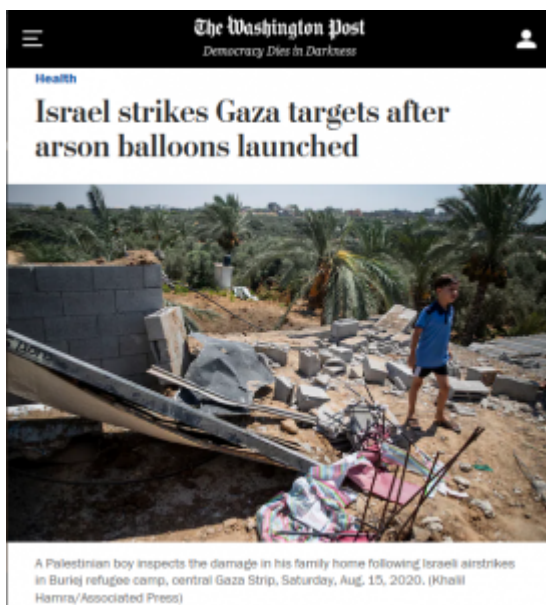 The Washington Post
Democracy Dies in Darkness
Health
Israel strikes Gaza targets after
arson balloons launched
A Palestinian boy inspects the damage in his family home following Israeli airstrikes
in Buriej refugee camp, central Gaza Strip, Saturday, Aug. 15, 2020. (Khalil
Hamra/Associated Press)